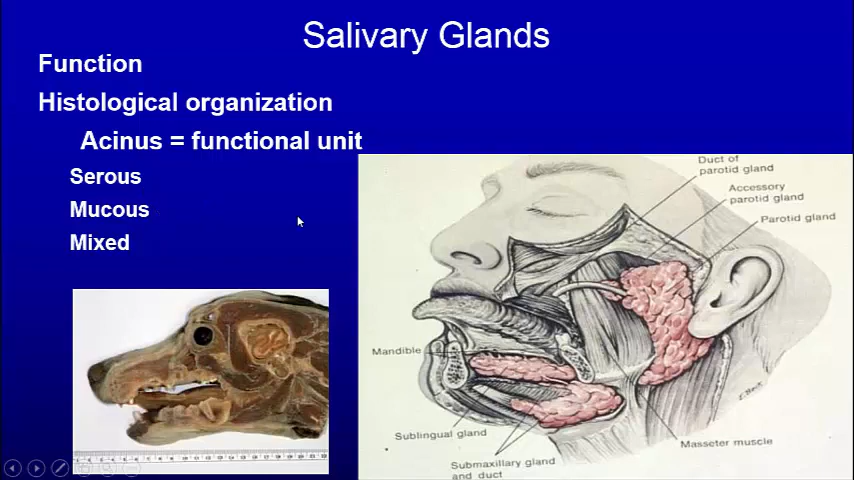 Salivary Glands
Function
Histological organization
Acinus = functional unit
Serous
Mucous
Mixed
Duct of
parotid gland
Accessory
parotid gland
Parotid gland
Mandible
Sublingual gland
Submaxillary gland
and duct
Masseter muscle